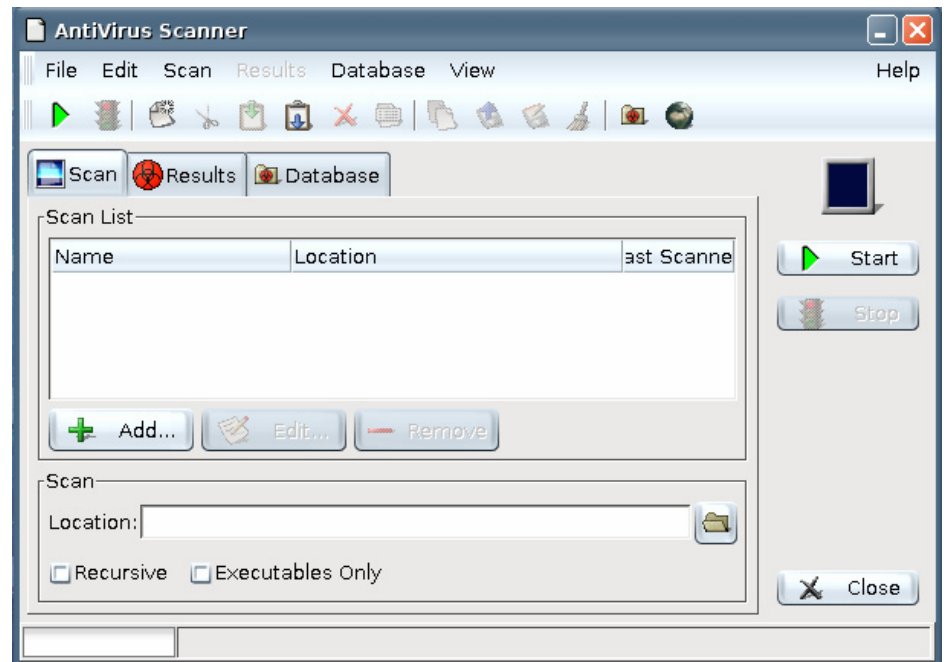 AntiVirus Scanner
File Edit Scan Results Database View Help
Scan Results Database
Scan List
Name Location ast Scanne
Start
Stop
Add... Edit... Remove
Scan
Location:
Recursive Executables Only
Close